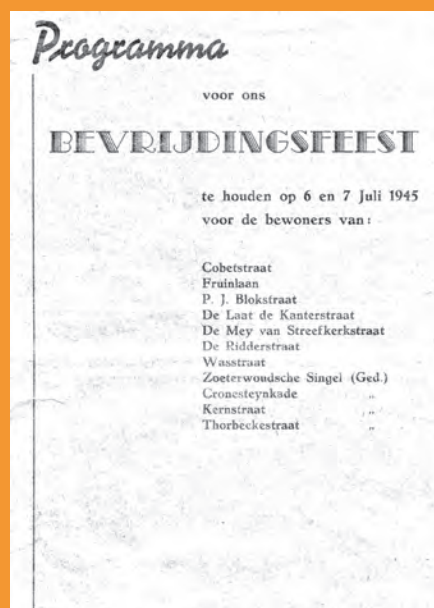 Programma
voor ons
BEVRIJDINGSFEEST
te houden op 6 en 7 Juli 1945
voor de bewoners van:
Cobetstraat
Fruinlaan
P. J. Blokstraat
De Laat de Kanterstraat
De Mey van Streefkerkstraat
De Ridderstraat
Wasstraat
Zoeterwoudsche Singel (Ged.)
Cronesteynkade „
Kernstraat „
Thorbeckestraat „